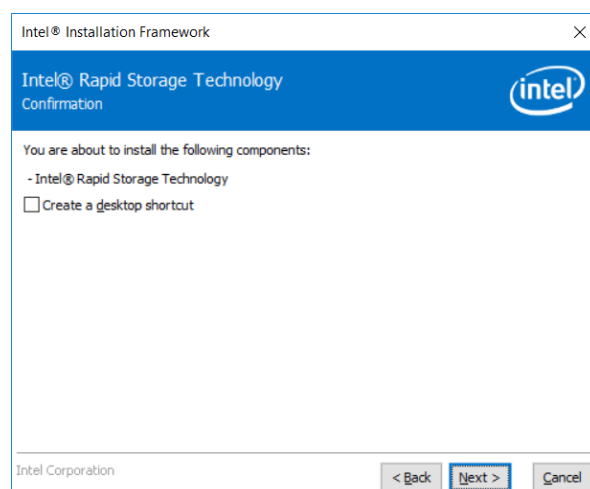 Intel® Installation Framework
Intel® Rapid Storage Technology
Confirmation
intel
You are about to install the following components:
- Intel® Rapid Storage Technology
Create a desktop shortcut
Intel Corporation
< Back Next > Cancel